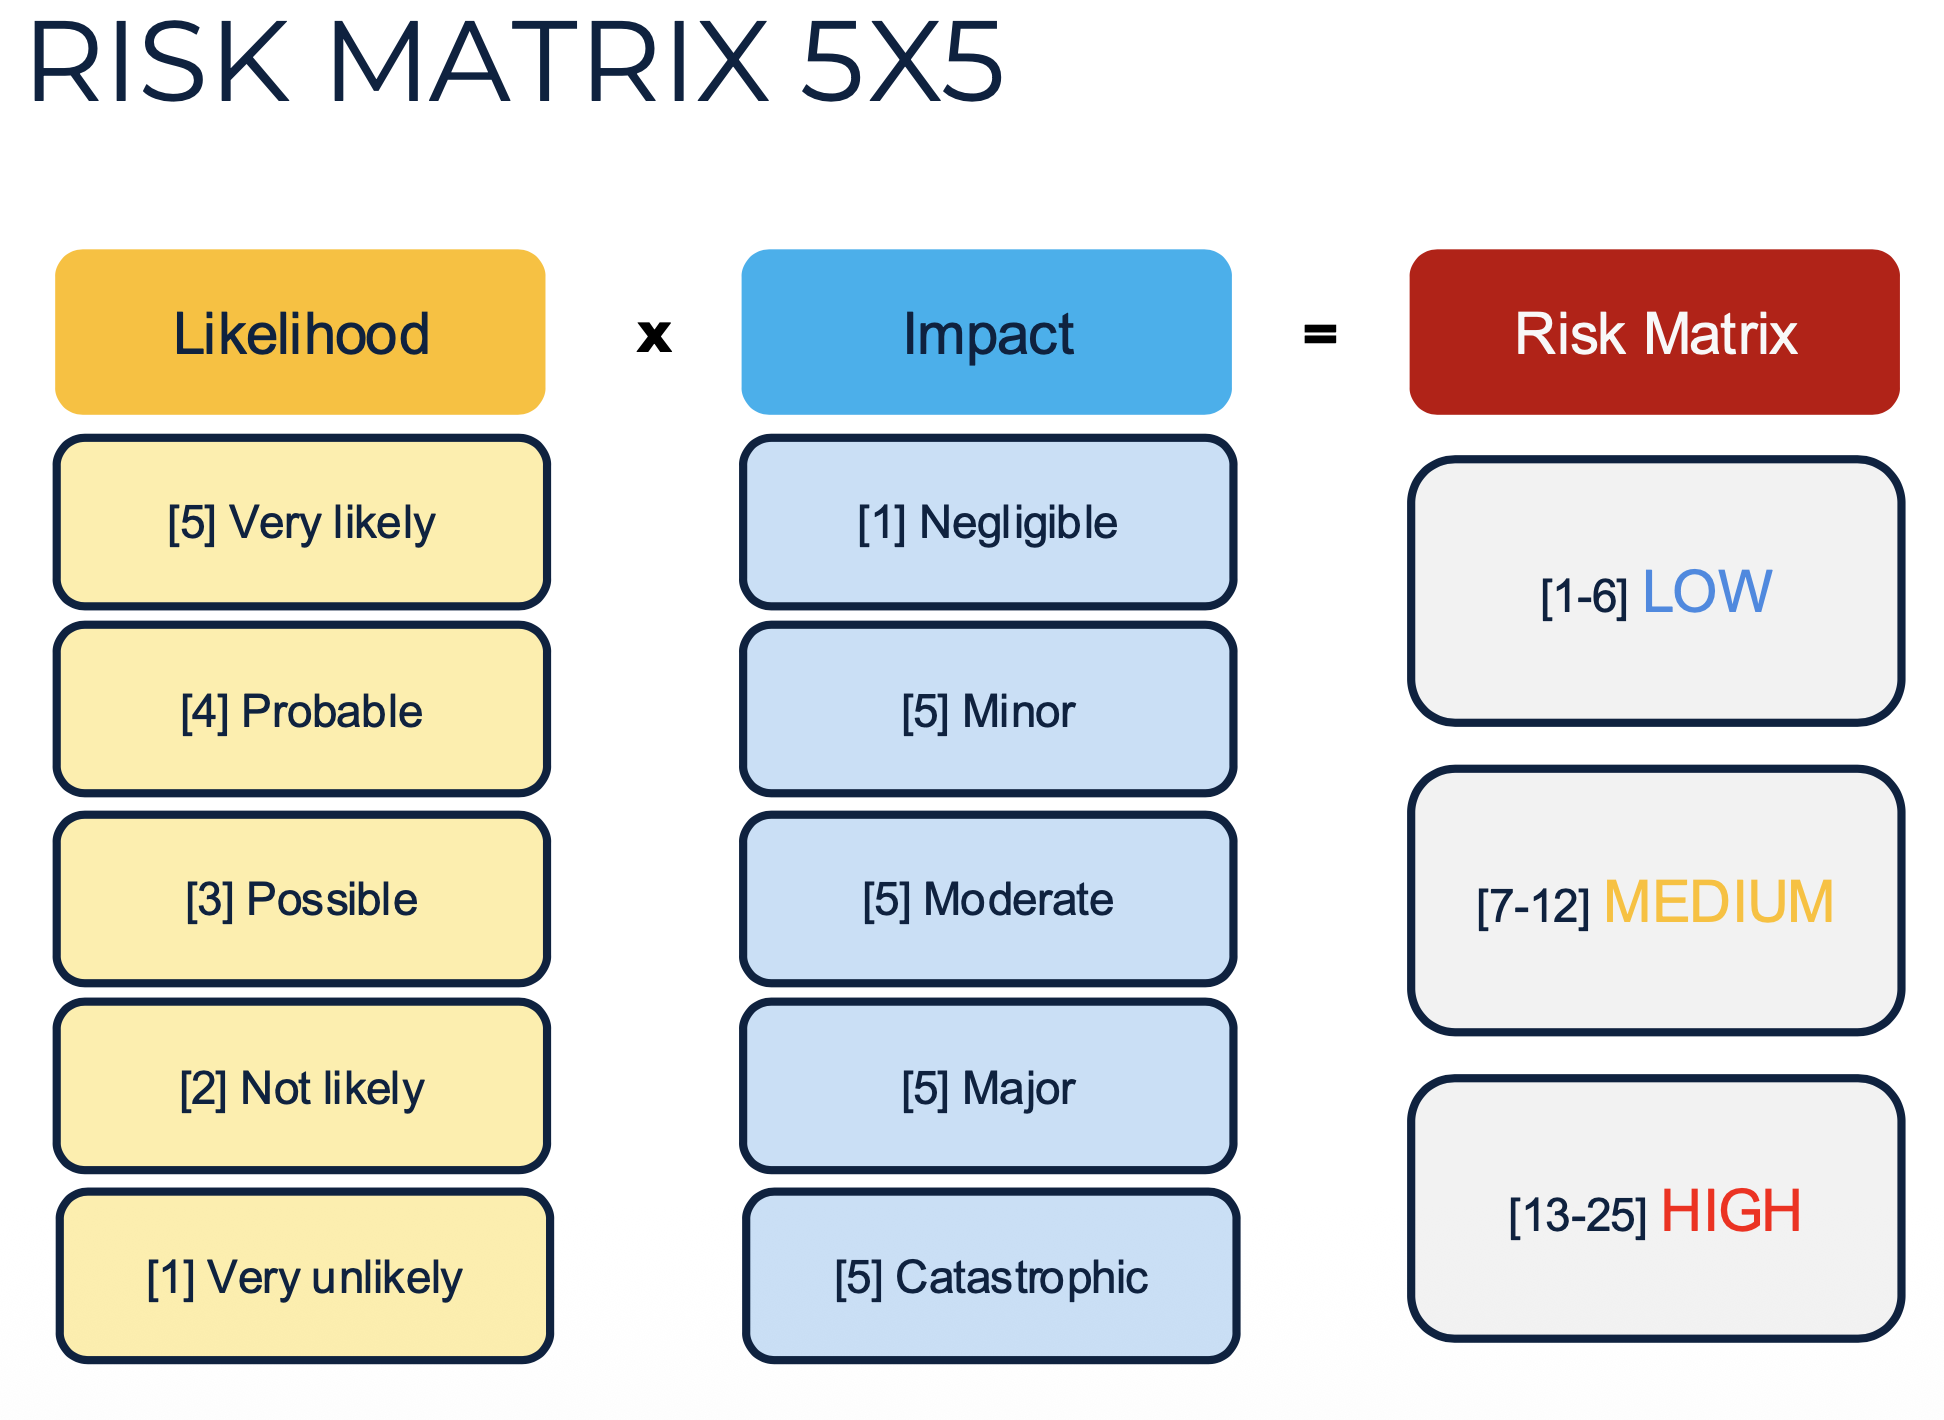 RISK MATRIX 5X5
Likelihood
x
Impact
=
Risk Matrix
[5] Very likely
[4] Probable
[3] Possible
[2] Not likely
[1] Very unlikely
[1] Negligible
[5] Minor
[5] Moderate
[5] Major
[5] Catastrophic
[1-6] LOW
[7-12] MEDIUM
[13-25] HIGH